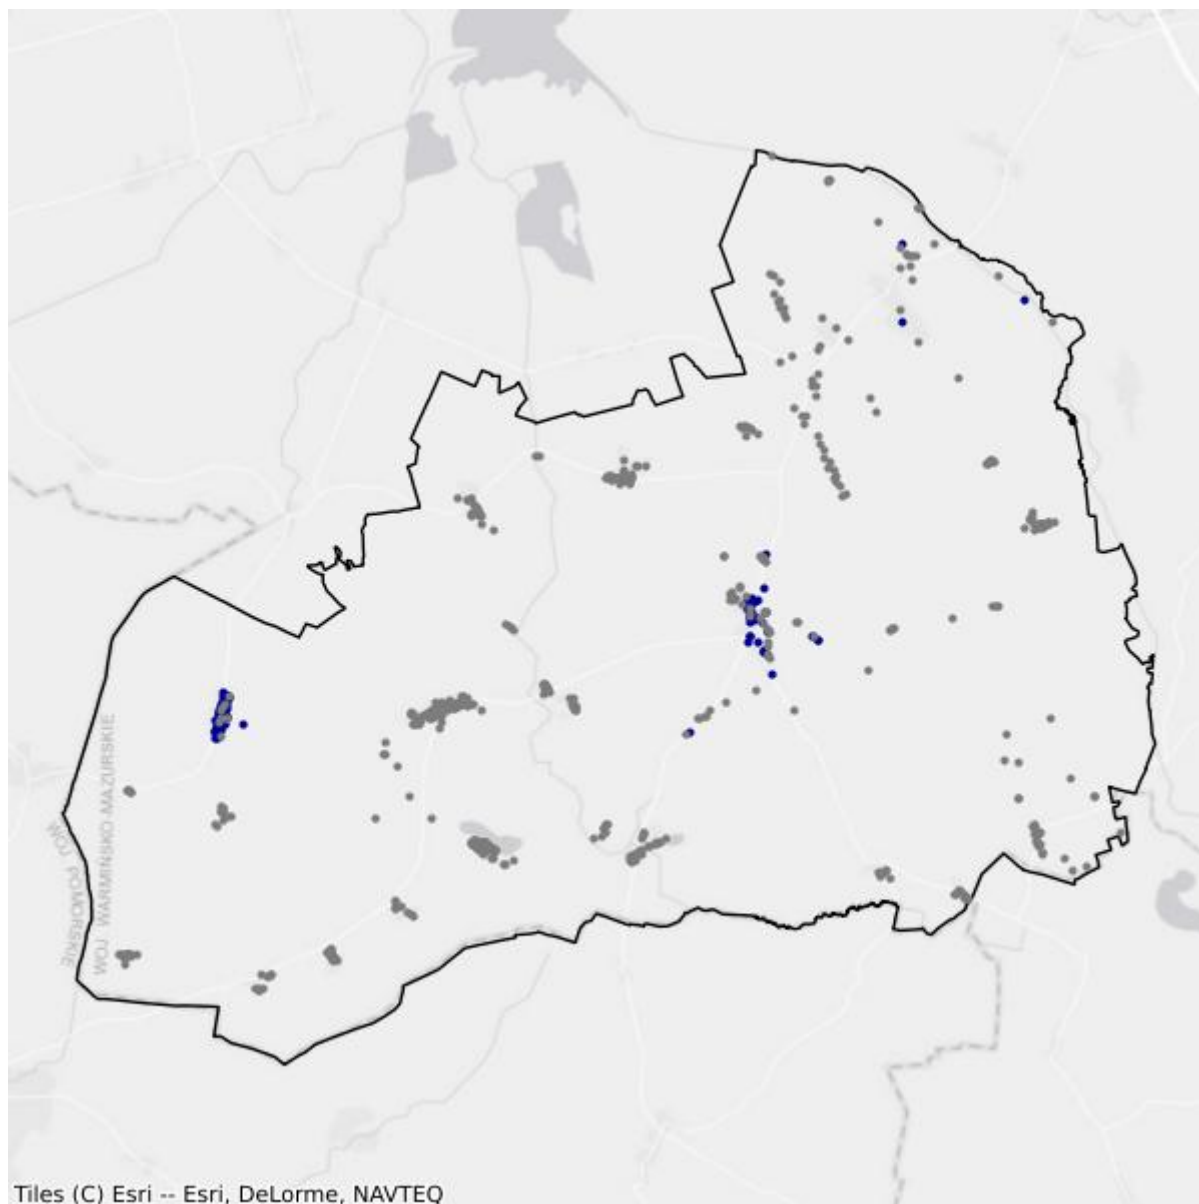 WOJ. WARMIŃSKO-MAZURSKIE
WOJ. POMORSKIE
Tiles (C) Esri -- Esri, DeLorme, NAVTEQ